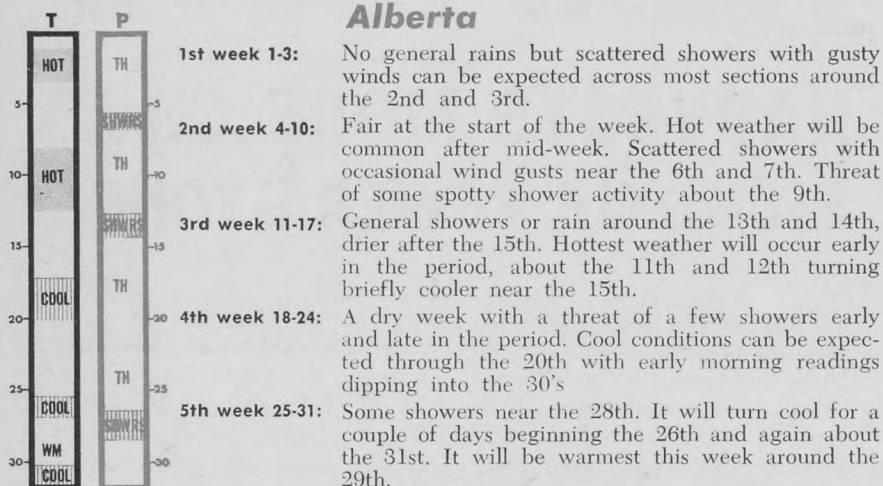 T P
Alberta
HOT TH
5- -5
SHWRS
10- HOT TH -10
SHWRS
15- -15
COOL TH
20- -20
TH
25- -25
COOL
SHWRS
WM
30- -30
COOL
1st week 1-3: No general rains but scattered showers with gusty
winds can be expected across most sections around
the 2nd and 3rd.
2nd week 4-10: Fair at the start of the week. Hot weather will be
common after mid-week. Scattered showers with
occasional wind gusts near the 6th and 7th. Threat
of some spotty shower activity about the 9th.
3rd week 11-17: General showers or rain around the 13th and 14th,
drier after the 15th. Hottest weather will occur early
in the period, about the 11th and 12th turning
briefly cooler near the 15th.
4th week 18-24: A dry week with a threat of a few showers early
and late in the period. Cool conditions can be expec-
ted through the 20th with early morning readings
dipping into the 30's
5th week 25-31: Some showers near the 28th. It will turn cool for a
couple of days beginning the 26th and again about
the 31st. It will be warmest this week around the
29th.